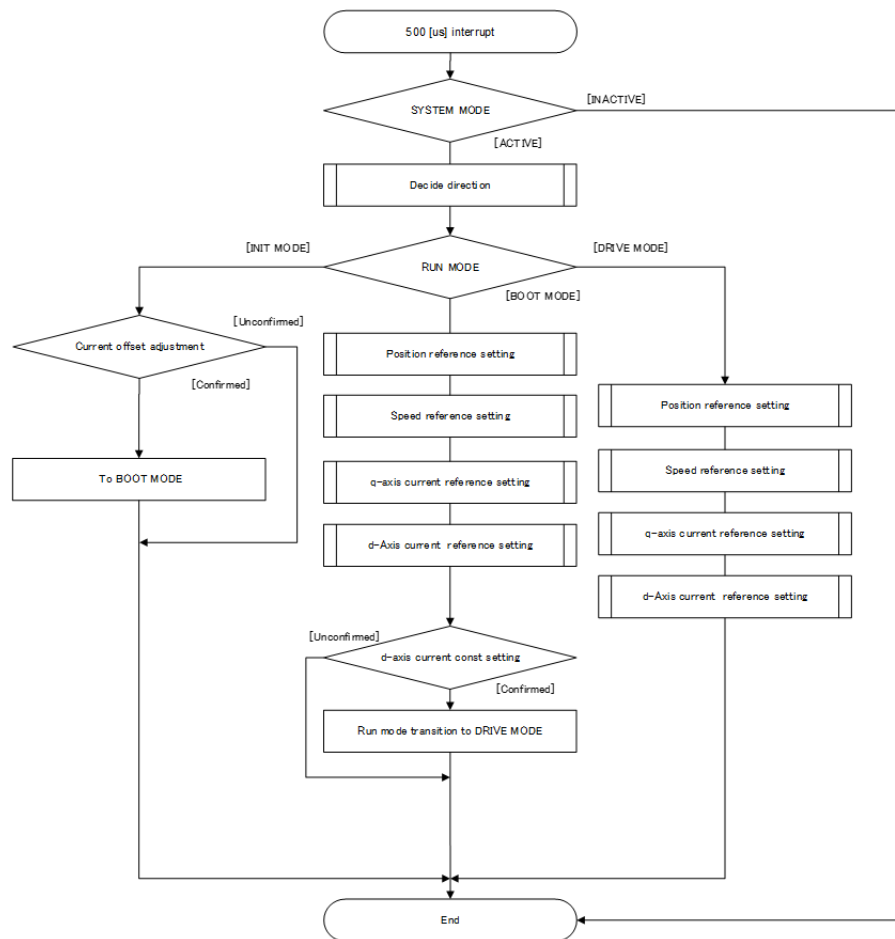 500 [us] interrupt
[INACTIVE]
SYSTEM MODE
[ACTIVE]
Decide direction
[INIT MODE]
[DRIVE MODE]
RUN MODE
[BOOT MODE]
[Unconfirmed]
Current offset adjustment
Position reference setting
[Confirmed]
Position reference setting
Speed reference setting
To BOOT MODE
Speed reference setting
q-axis current reference setting
q-axis current reference setting
d-Axis current reference setting
d-Axis current reference setting
[Unconfirmed]
d-axis current const setting
[Confirmed]
Run mode transition to DRIVE MODE
End